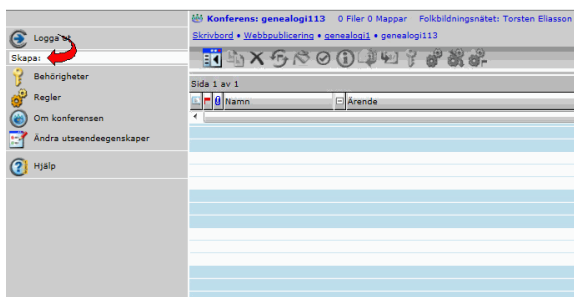 Konferens: genealogi113 0 Filer 0 Mappar Folkbildningsnätet: Torsten Eliasson
Skrivbord • Webbpublicering • genealogi1 • genealogi113
Logga ut
Skapa:
Behörigheter
Regler
Om konferensen
Ändra utseendeegenskaper
Hjälp
Sida 1 av 1
Namn Ärende